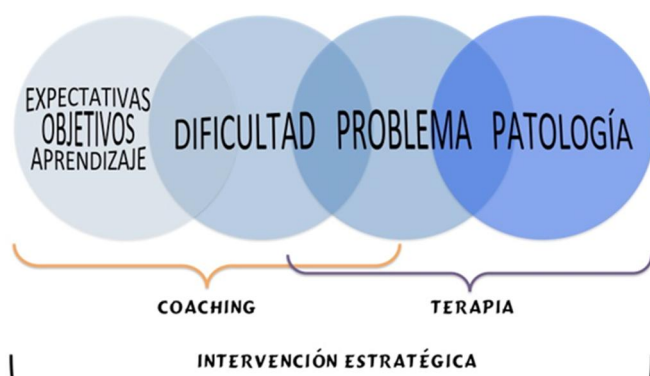 EXPECTATIVAS
OBJETIVOS
APRENDIZAJE
DIFICULTAD
PROBLEMA
PATOLOGÍA
COACHING
TERAPIA
INTERVENCIÓN ESTRATÉGICA